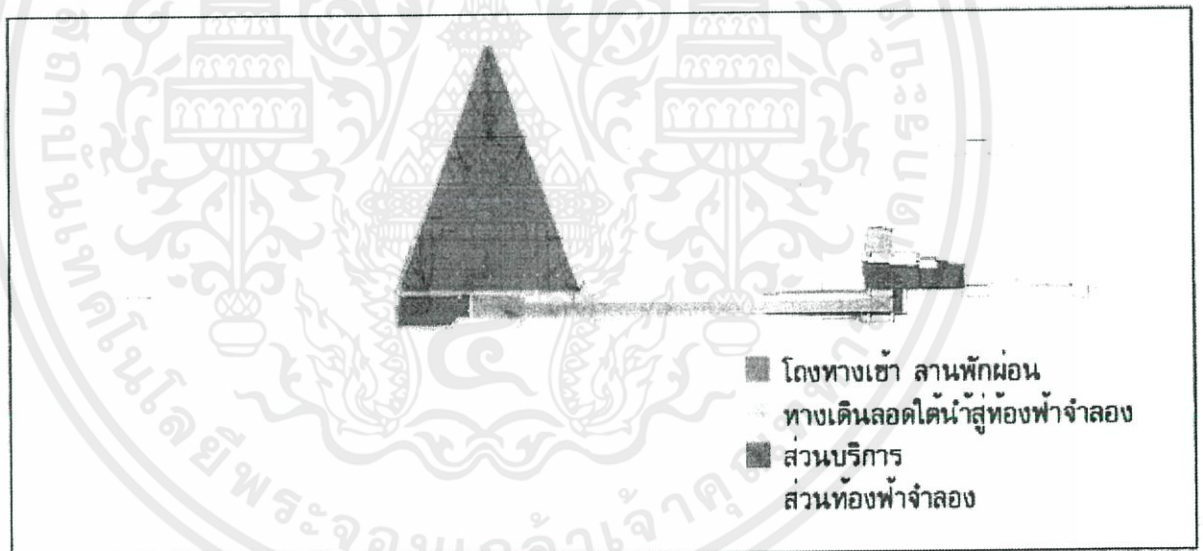 โถงทางเข้า ลานพักผ่อน
ทางเดินลอดใต้น้ำสู่ท้องฟ้าจำลอง
ส่วนบริการ
ส่วนท้องฟ้าจำลอง